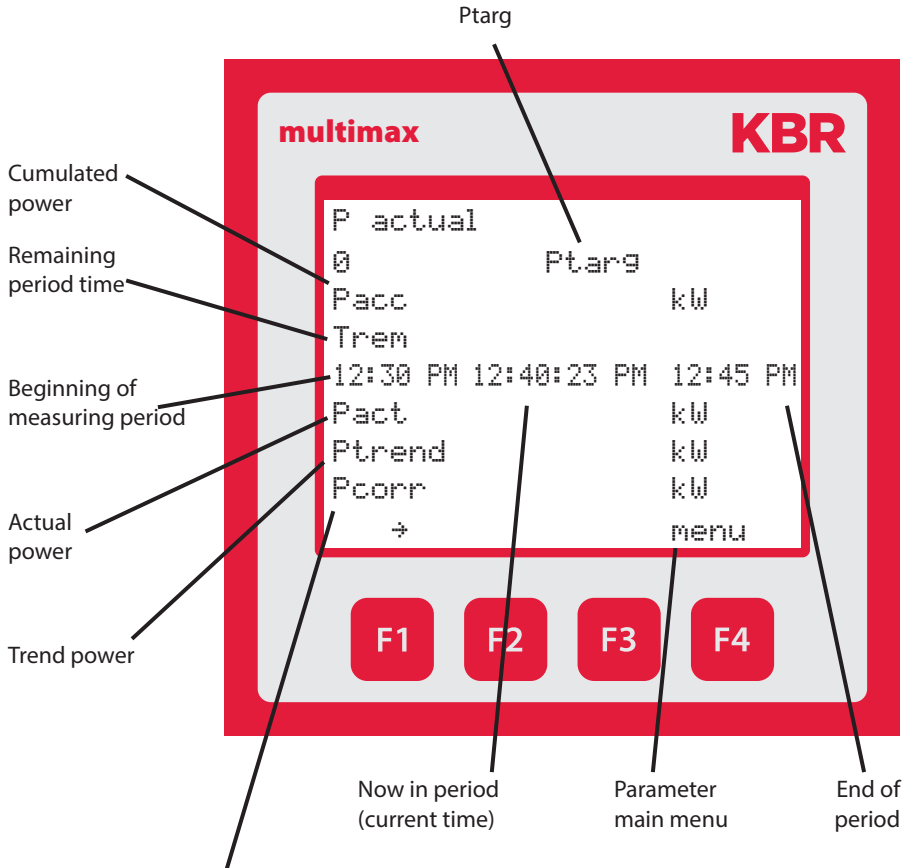 Ptarg
multimax
KBR
Cumulated
power
Remaining
period time
Beginning of
measuring period
Actual
power
Trend power
P actual
0 Ptarg
Pacc kW
Trem
12:30 PM 12:40:23 PM 12:45 PM
Pact kW
Ptrend kW
Pcorr kW
→ menu
F1 F2 F3 F4
Now in period
(current time)
Parameter
main menu
End of
period